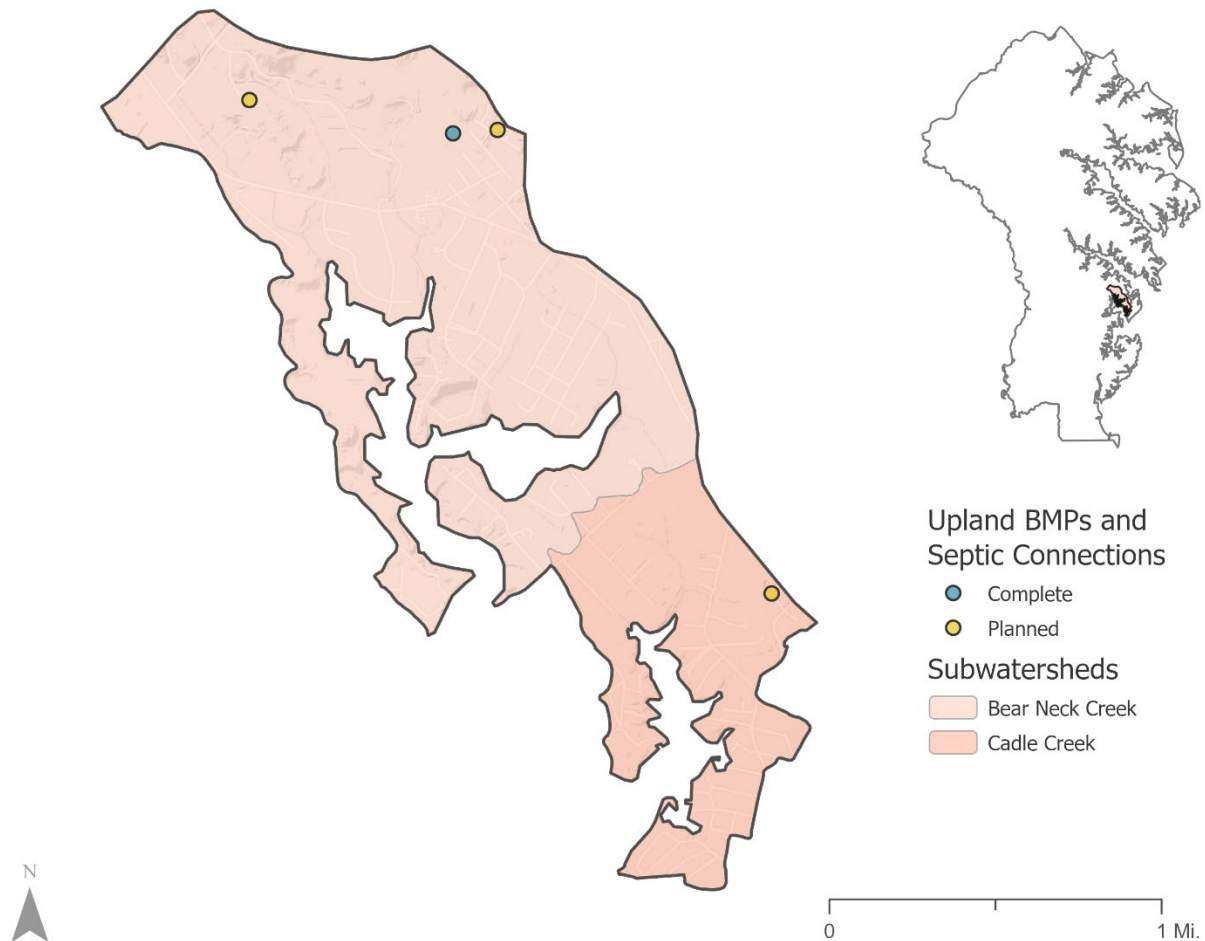 Upland BMPs and
Septic Connections
Complete
Planned
Subwatersheds
Bear Neck Creek
Cadle Creek
N
0 1 Mi.